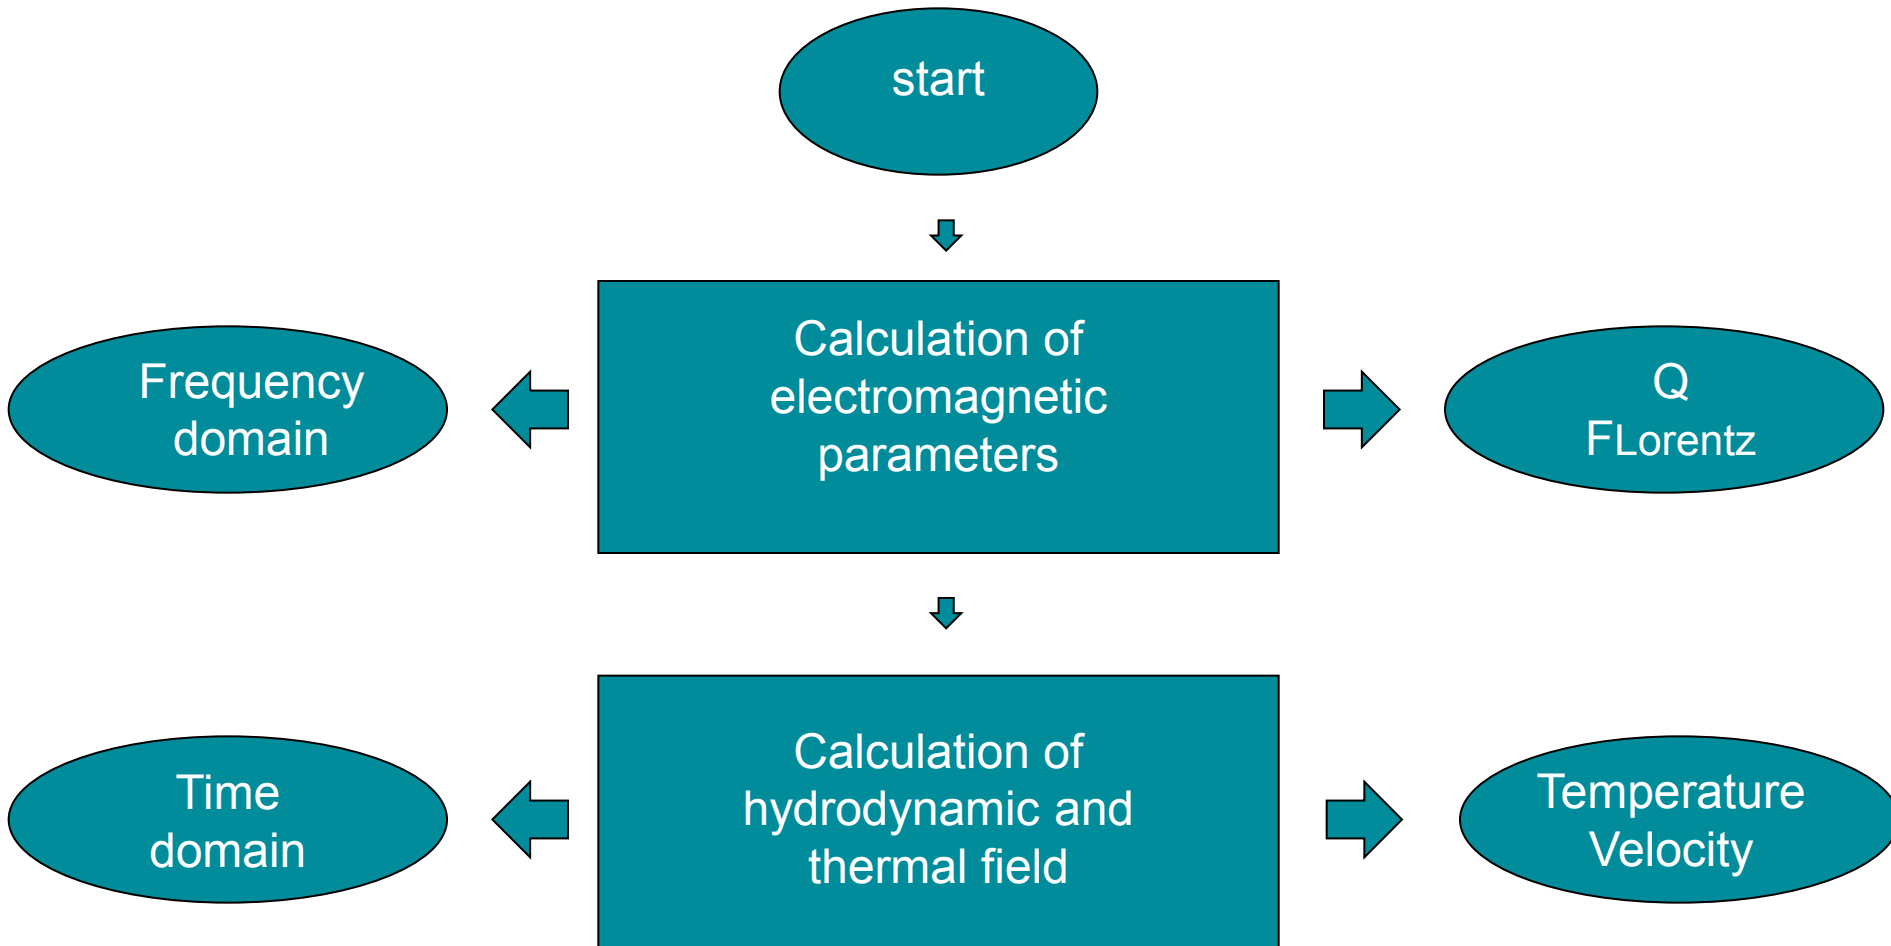 start
Calculation of
electromagnetic
parameters
Frequency
domain
Q
FLorentz
Calculation of
hydrodynamic and
thermal field
Time
domain
Temperature
Velocity